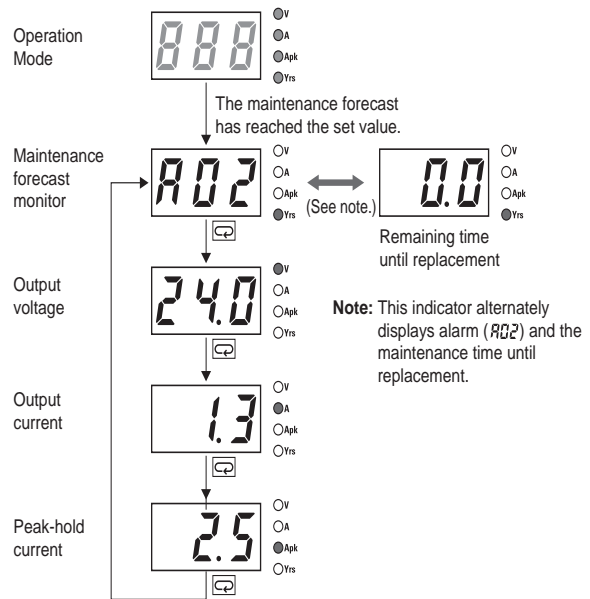 Operation
Mode
888
V
A
Apk
Yrs
The maintenance forecast
has reached the set value.
Maintenance
forecast
monitor
A02
V
A
Apk
Yrs
(See note.)
0.0
V
A
Apk
Yrs
Remaining time
until replacement
Output
voltage
24.0
V
A
Apk
Yrs
Note: This indicator alternately
displays alarm (A02) and the
maintenance time until
replacement.
Output
current
1.3
V
A
Apk
Yrs
Peak-hold
current
2.5
V
A
Apk
Yrs